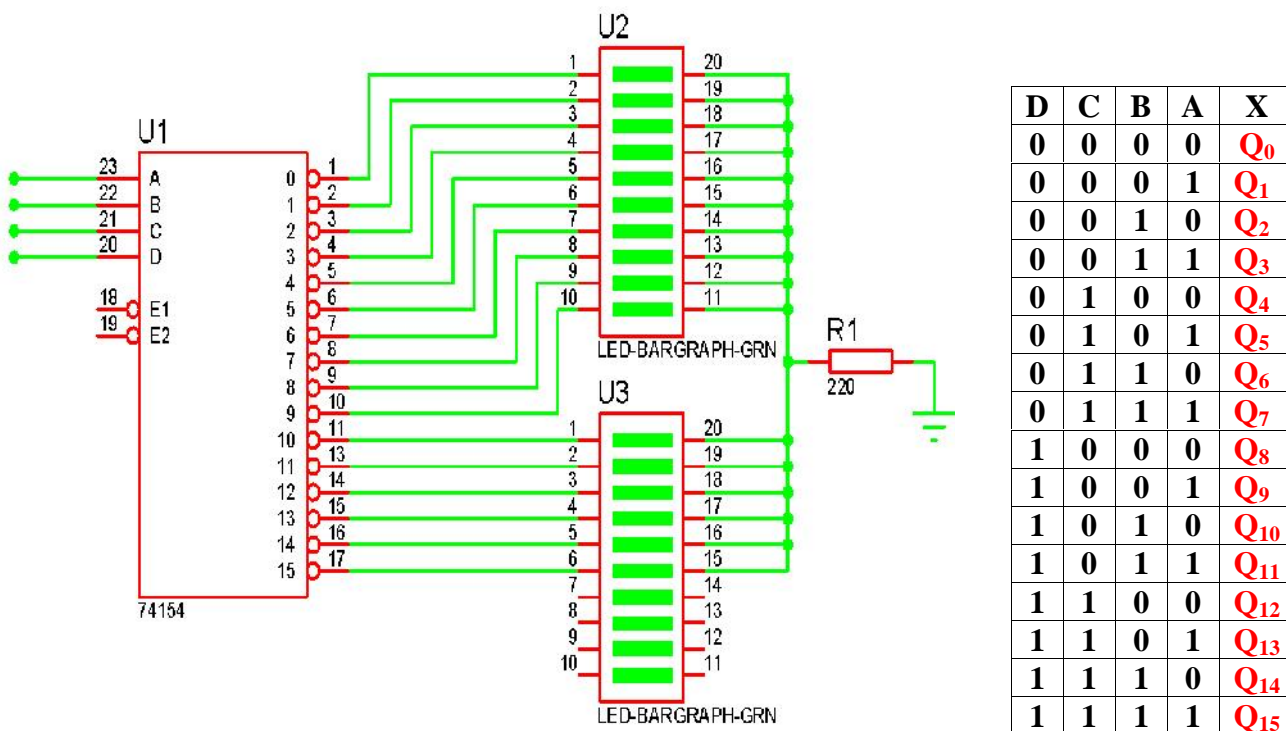 U1
23 A 0 1
22 B 1 2
21 C 2 3
20 D 3 4
4 5
18 E1 5 6
19 E2 6 7
7 8
8 9
9 10
10 11
11 13
12 14
13 15
14 16
15 17
74154
U2
1 20
2 19
3 18
4 17
5 16
6 15
7 14
8 13
9 12
10 11
LED-BARGRAPH-GRN
U3
1 20
2 19
3 18
4 17
5 16
6 15
7 14
8 13
9 12
10 11
LED-BARGRAPH-GRN
R1
220
D C B A X
0 0 0 0 Q0
0 0 0 1 Q1
0 0 1 0 Q2
0 0 1 1 Q3
0 1 0 0 Q4
0 1 0 1 Q5
0 1 1 0 Q6
0 1 1 1 Q7
1 0 0 0 Q8
1 0 0 1 Q9
1 0 1 0 Q10
1 0 1 1 Q11
1 1 0 0 Q12
1 1 0 1 Q13
1 1 1 0 Q14
1 1 1 1 Q15